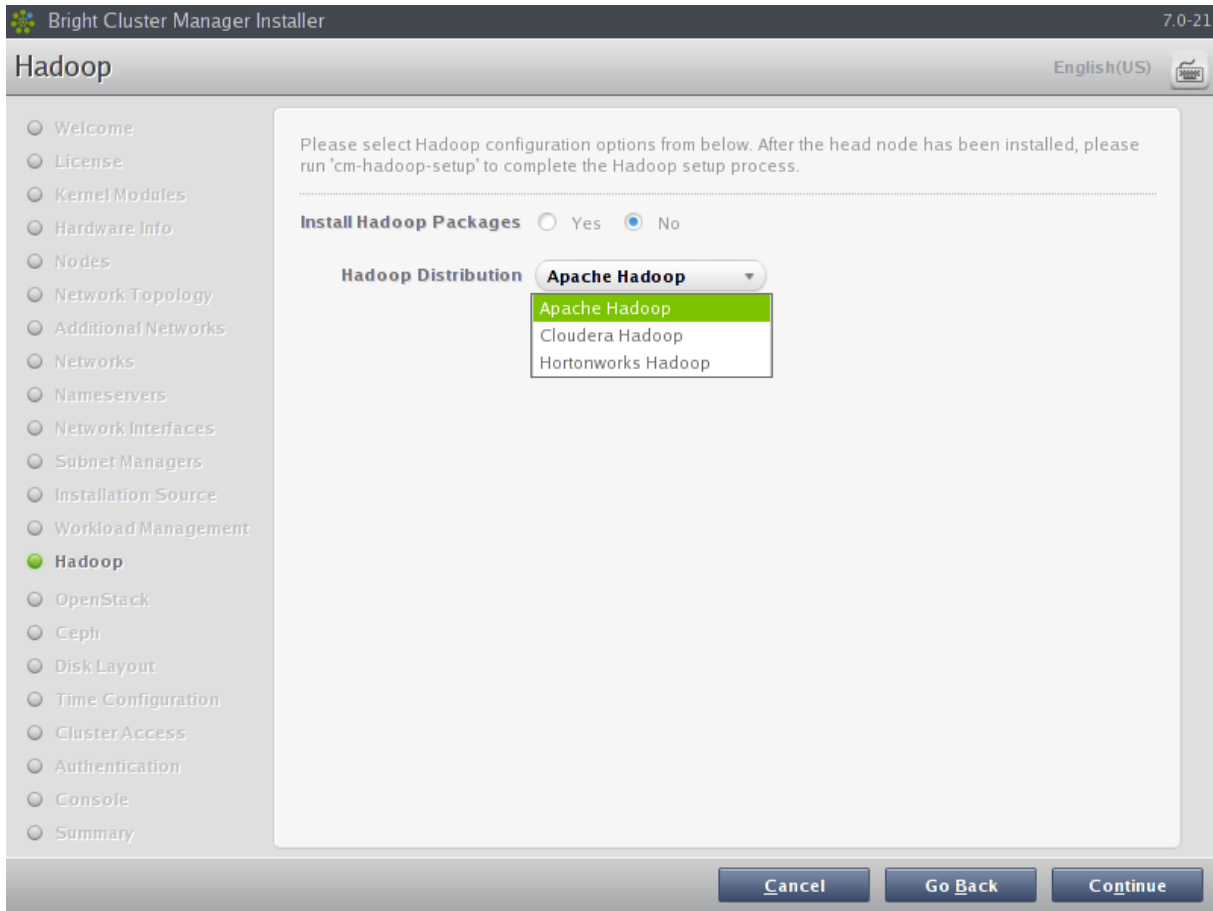 Bright Cluster Manager Installer
7.0-21
Hadoop
English(US)
Welcome
License
Kernel Modules
Hardware Info
Nodes
Network Topology
Additional Networks
Networks
Nameservers
Network Interfaces
Subnet Managers
Installation Source
Workload Management
Hadoop
OpenStack
Ceph
Disk Layout
Time Configuration
Cluster Access
Authentication
Console
Summary
Please select Hadoop configuration options from below. After the head node has been installed, please
run 'cm-hadoop-setup' to complete the Hadoop setup process.
Install Hadoop Packages Yes No
Hadoop Distribution Apache Hadoop
Apache Hadoop
Cloudera Hadoop
Hortonworks Hadoop
Cancel Go Back Continue